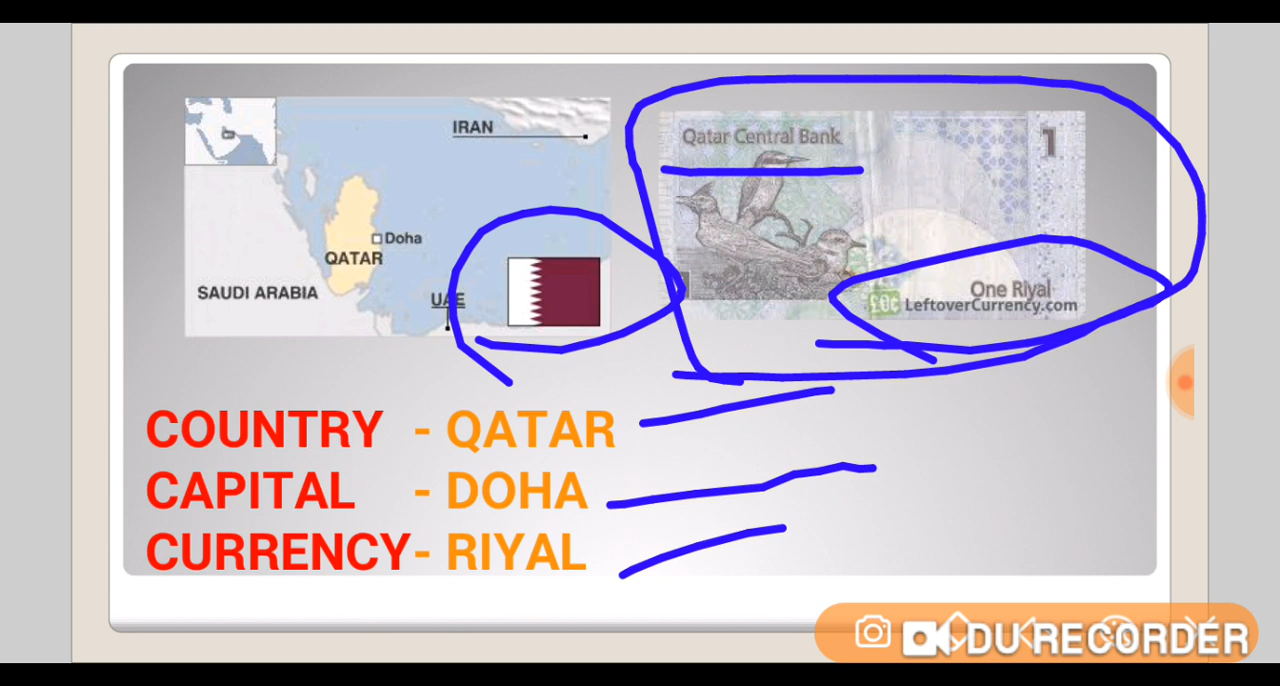 IRAN
Doha
QATAR
SAUDI ARABIA
UAE
Qatar Central Bank
1
One Riyal
LeftoverCurrency.com
COUNTRY - QATAR
CAPITAL - DOHA
CURRENCY- RIYAL
DU RECORDER